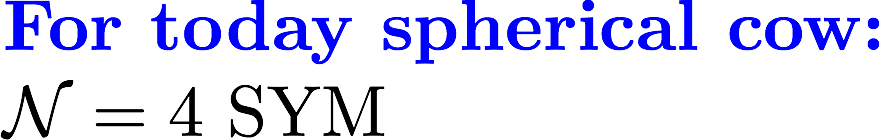 For today spherical cow:
𝒩 = 4 SYM